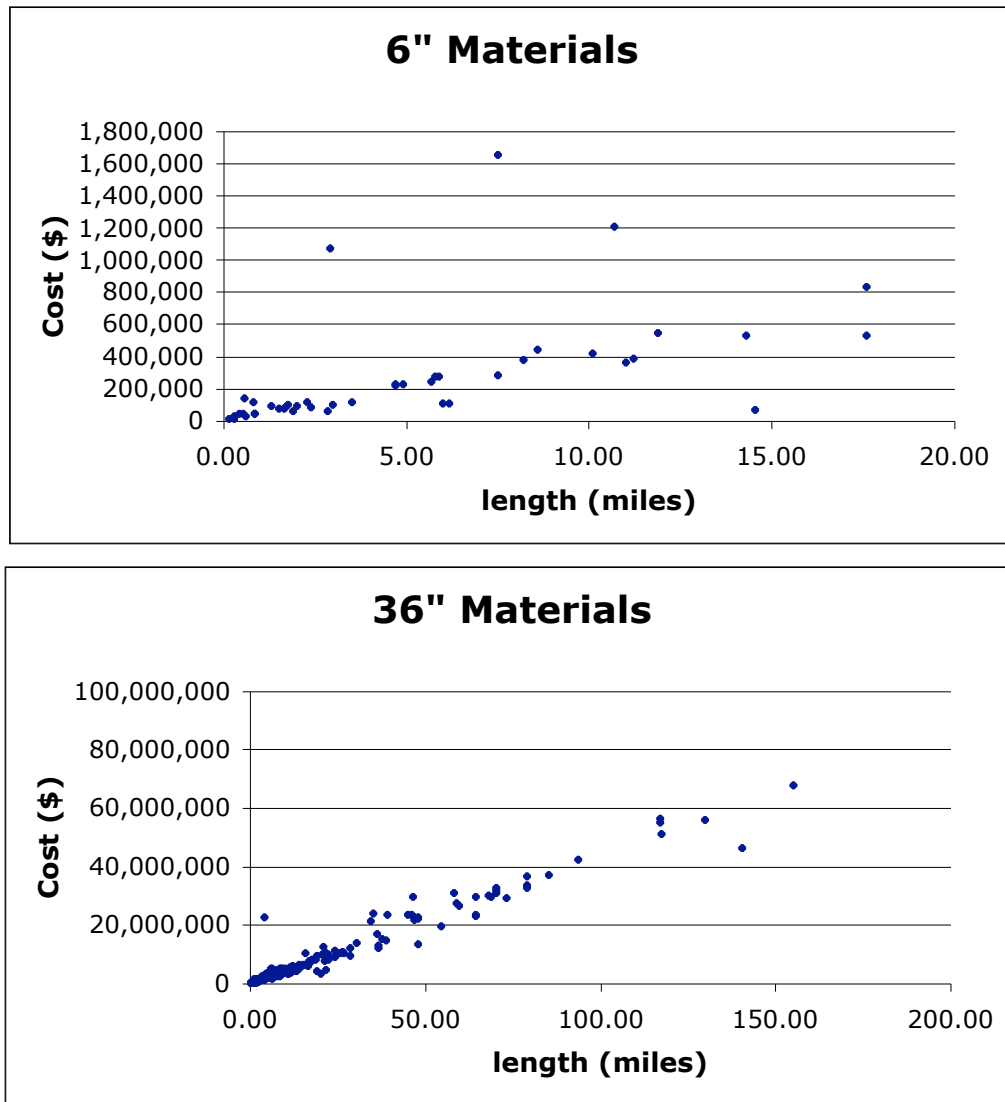 6" Materials
1,800,000
1,600,000
1,400,000
1,200,000
1,000,000
800,000
600,000
400,000
200,000
0
Cost ($)
0.00 5.00 10.00 15.00 20.00
length (miles)
36" Materials
100,000,000
80,000,000
60,000,000
40,000,000
20,000,000
0
Cost ($)
0.00 50.00 100.00 150.00 200.00
length (miles)